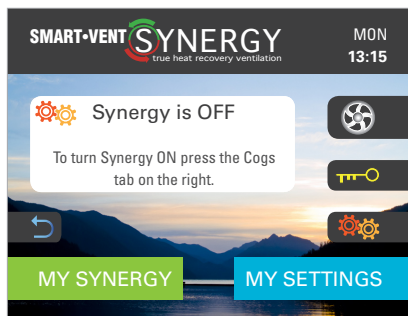 SMART•VENT SYNERGY
true heat recovery ventilation
MON
13:15
Synergy is OFF
To turn Synergy ON press the Cogs
tab on the right.
MY SYNERGY
MY SETTINGS